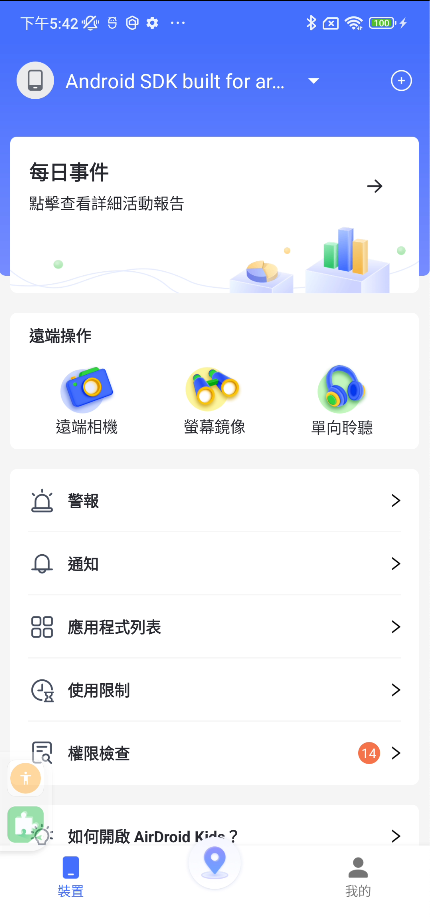 下午5:42
100
Android SDK built for ar...
每日事件
點擊查看詳細活動報告
遠端操作
遠端相機
螢幕鏡像
單向聆聽
警報
通知
應用程式列表
使用限制
權限檢查
14
如何開啟 AirDroid Kids？
裝置
我的